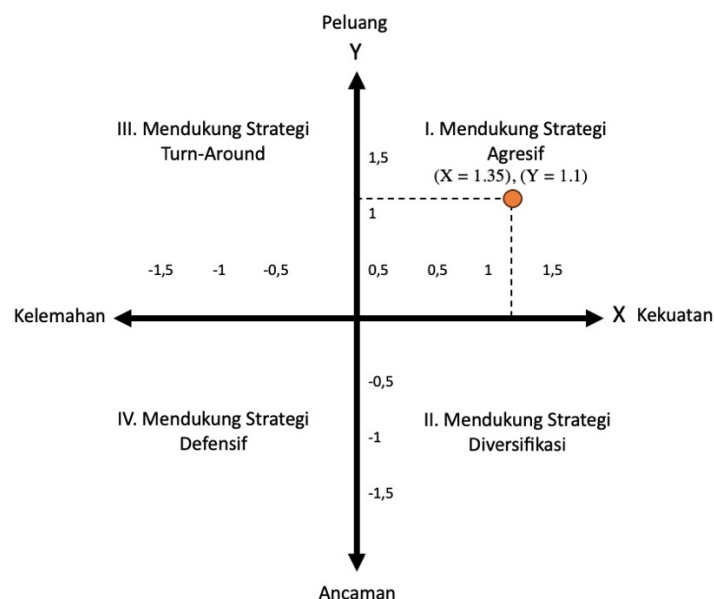 Peluang
Y
III. Mendukung Strategi
Turn-Around
I. Mendukung Strategi
Agresif
(X = 1.35), (Y = 1.1)
1,5
1
-1,5 -1 -0,5 0,5 0,5 1 1,5
Kelemahan X Kekuatan
-0,5
IV. Mendukung Strategi
Defensif
II. Mendukung Strategi
Diversifikasi
-1
-1,5
Ancaman